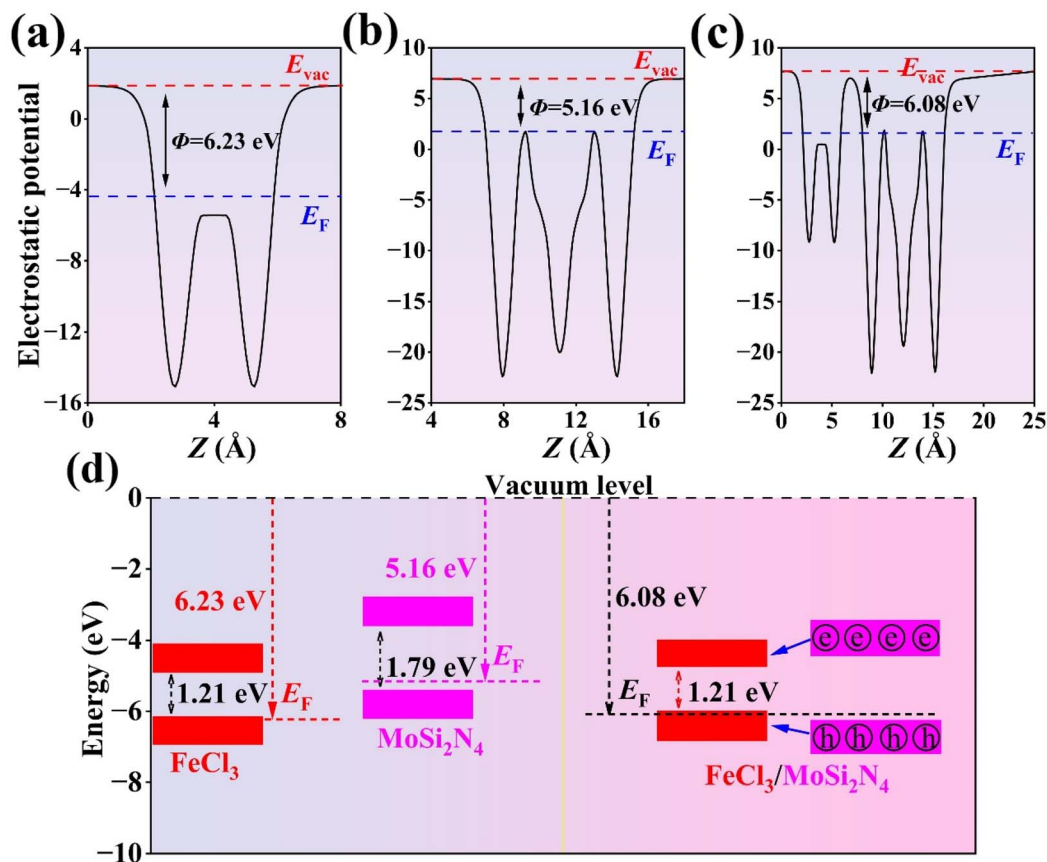 (a)
4
0
−4
−8
−12
−16
Electrostatic potential
E_vac
Φ=6.23 eV
E_F
0 4 8
Z (Å)
(b)
10
5
0
−5
−10
−15
−20
−25
E_vac
Φ=5.16 eV
E_F
4 8 12 16
Z (Å)
(c)
10
5
0
−5
−10
−15
−20
−25
E_vac
Φ=6.08 eV
E_F
0 5 10 15 20 25
Z (Å)
(d)
Vacuum level
0
−2
−4
−6
−8
−10
Energy (eV)
6.23 eV
1.21 eV
E_F
FeCl₃
5.16 eV
1.79 eV
E_F
MoSi₂N₄
6.08 eV
E_F
1.21 eV
e e e e
h h h h
FeCl₃/MoSi₂N₄